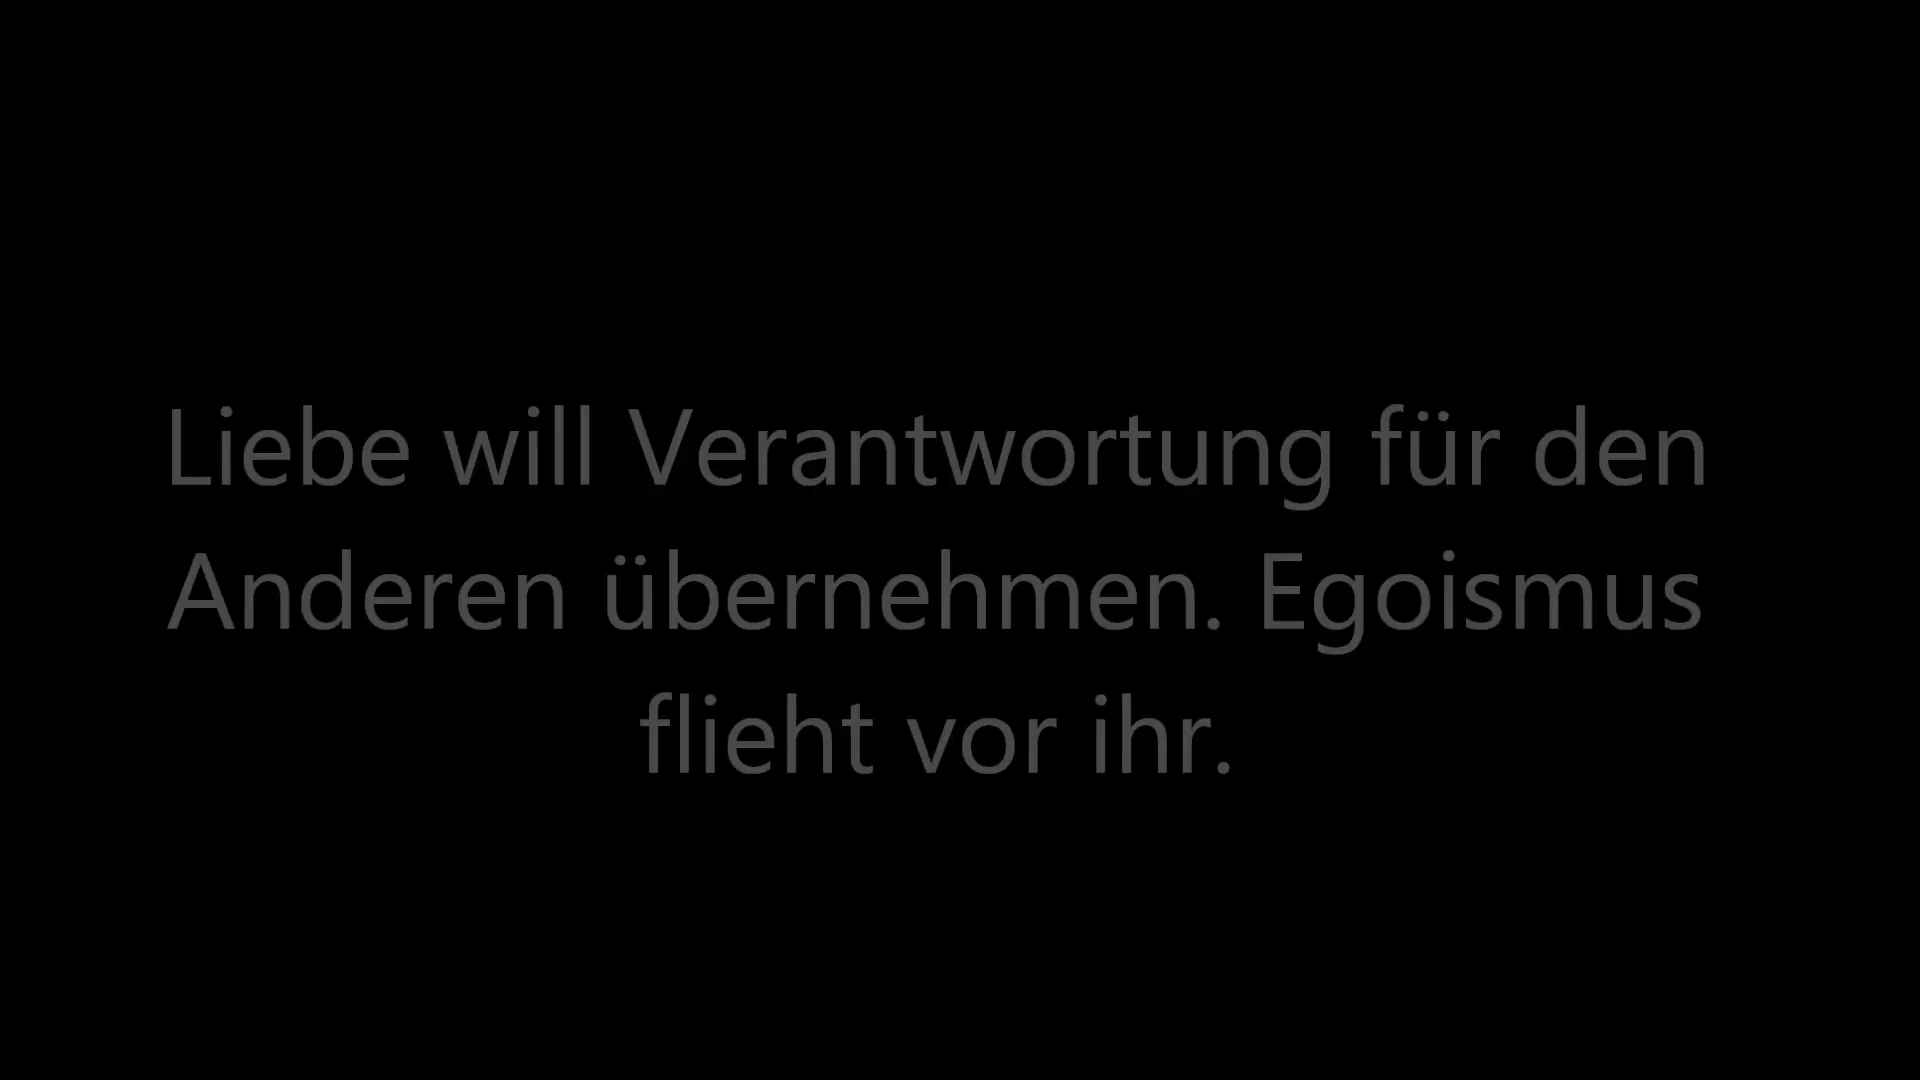 Liebe will Verantwortung für den
Anderen übernehmen. Egoismus
flieht vor ihr.